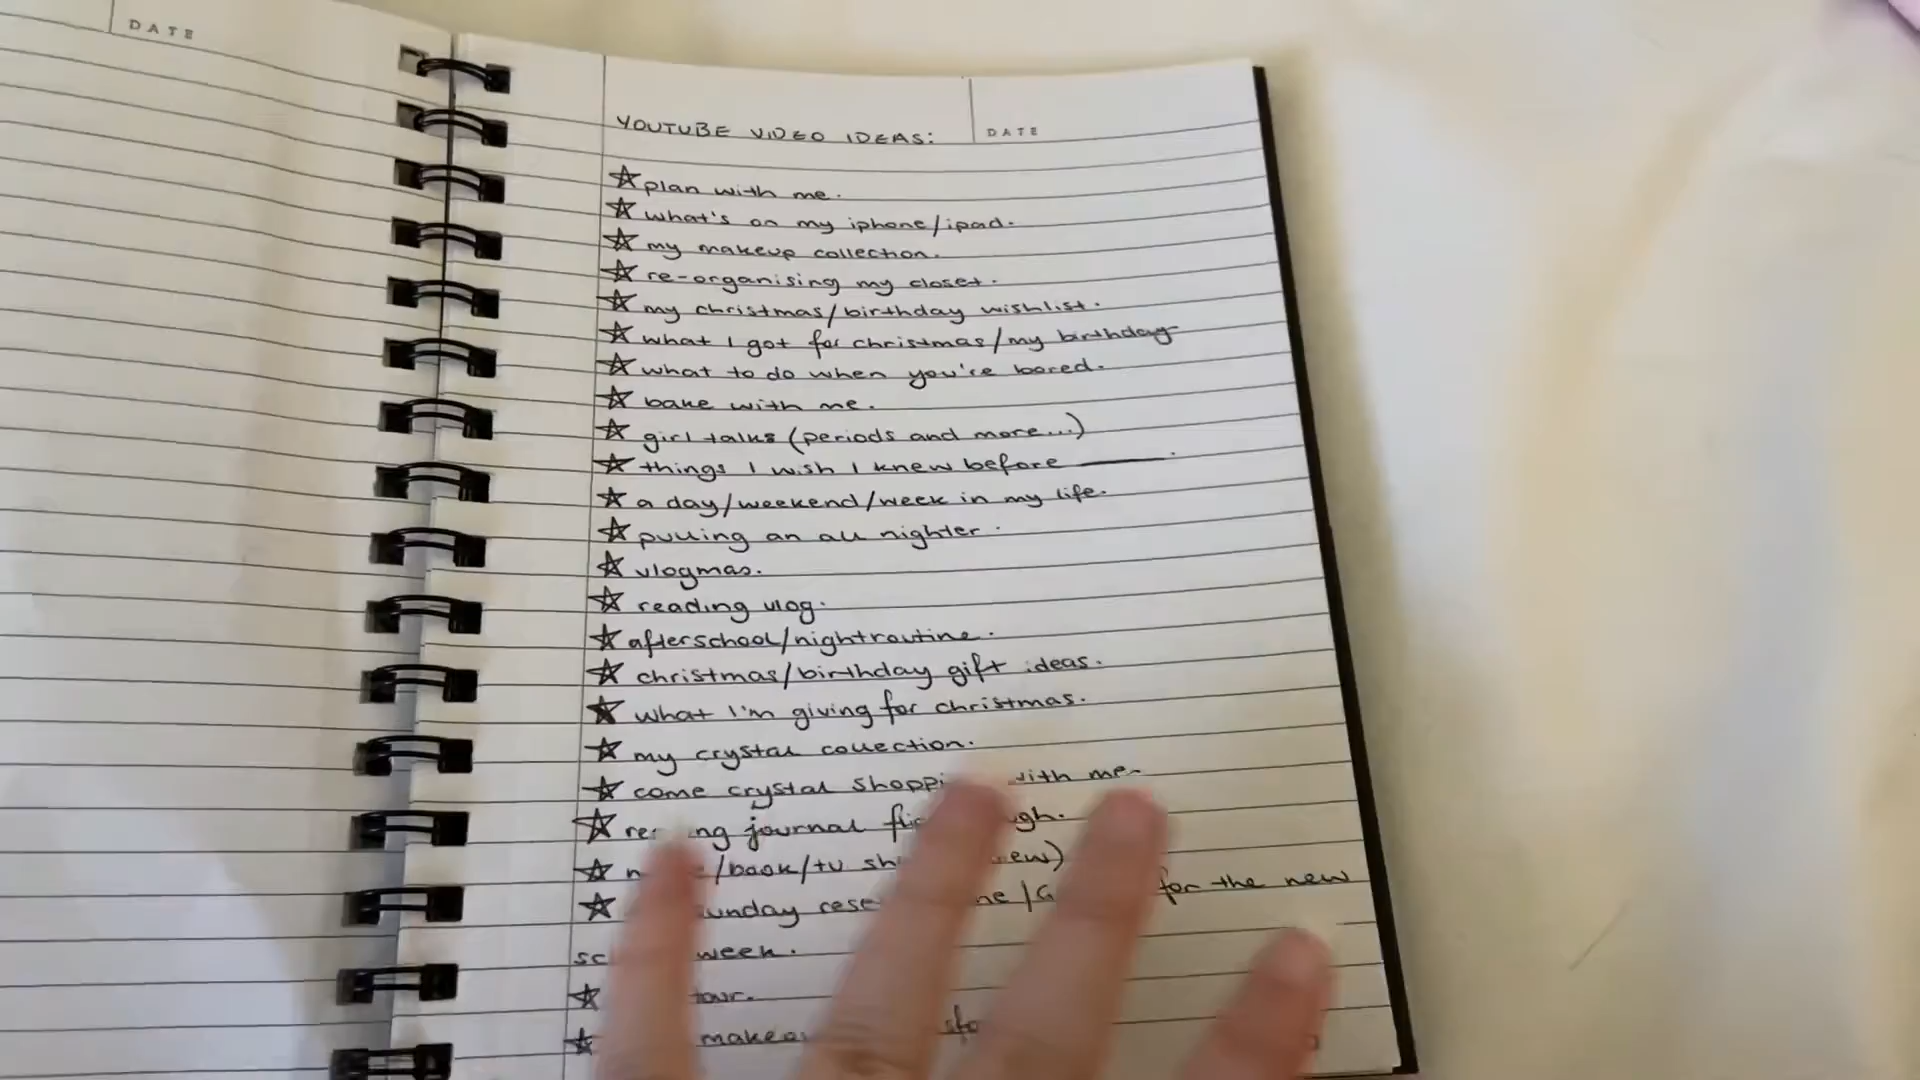 DATE
YOUTUBE VIDEO IDEAS:
DATE
☆ plan with me.
☆ what's on my iphone/ipad.
☆ my makeup collection.
☆ re-organising my closet.
☆ my christmas/birthday wishlist.
☆ what I got for christmas/my birthday
☆ what to do when you're bored.
☆ bake with me.
☆ girl talks (periods and more...)
☆ things I wish I knew before ______.
☆ a day/weekend/week in my life.
☆ pulling an all nighter.
☆ vlogmas.
☆ reading vlog.
☆ afterschool/nightroutine.
☆ christmas/birthday gift ideas.
☆ what I'm giving for christmas.
☆ my crystal collection.
☆ come crystal shopping with me.
☆ journal
☆ /book/tv
☆ sunday for the new
week.
☆ tour.
☆